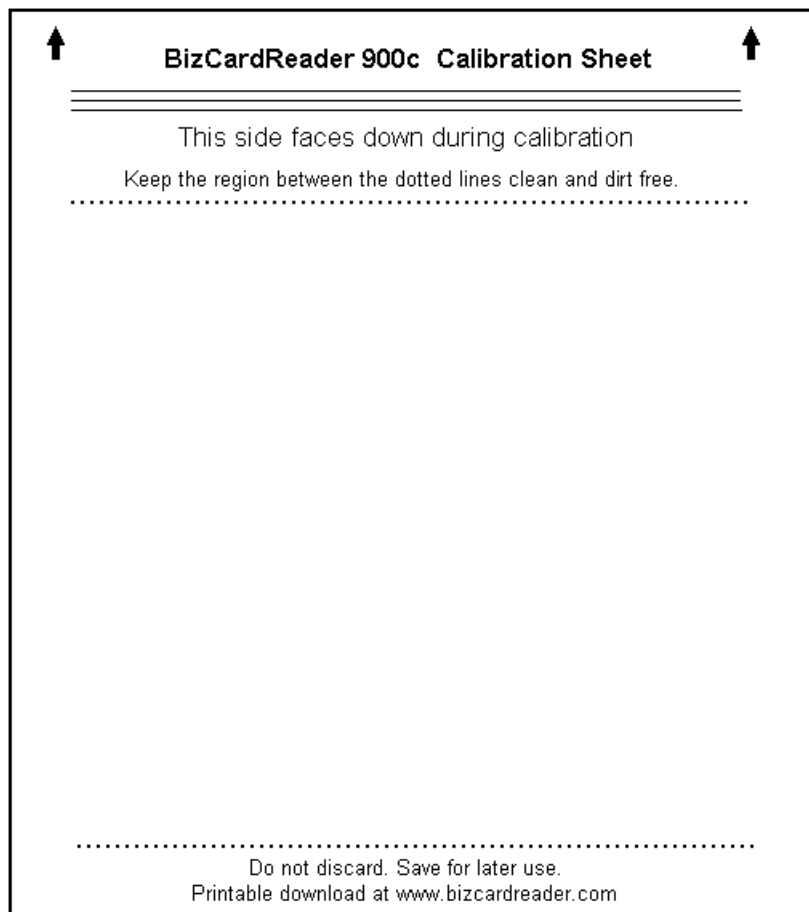 BizCardReader 900c  Calibration Sheet
This side faces down during calibration
Keep the region between the dotted lines clean and dirt free.
Do not discard. Save for later use.
Printable download at www.bizcardreader.com